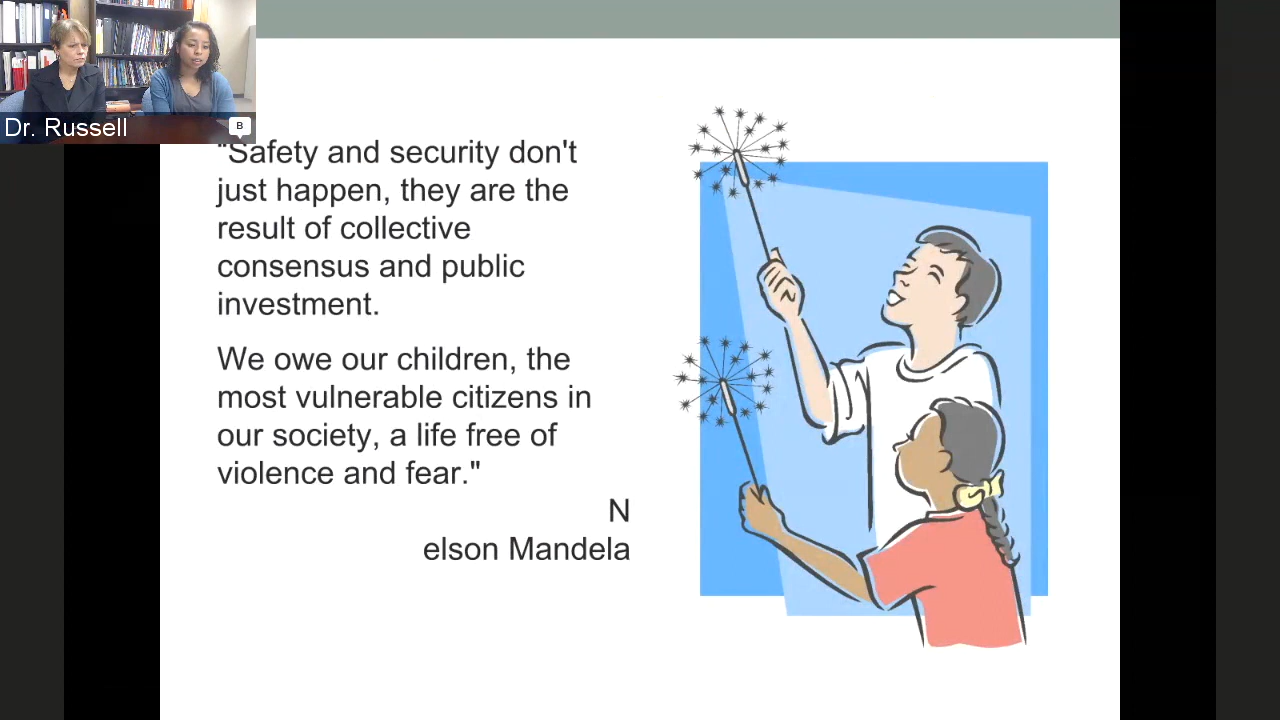 Dr. Russell
B
"Safety and security don't
just happen, they are the
result of collective
consensus and public
investment.
We owe our children, the
most vulnerable citizens in
our society, a life free of
violence and fear."
N
elson Mandela